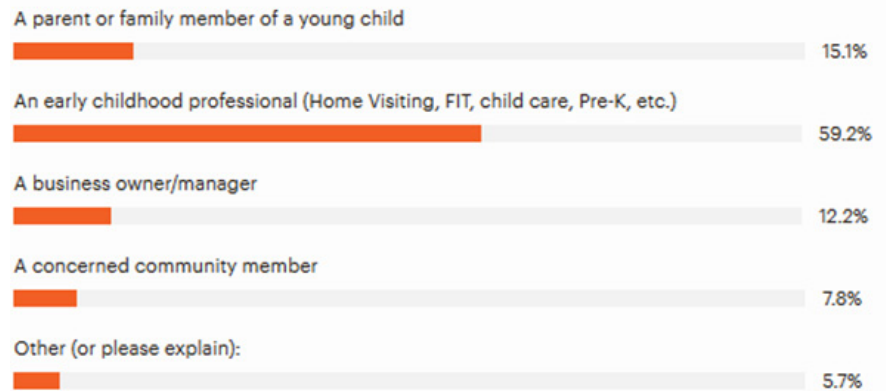 A parent or family member of a young child
15.1%
An early childhood professional (Home Visiting, FIT, child care, Pre-K, etc.)
59.2%
A business owner/manager
12.2%
A concerned community member
7.8%
Other (or please explain):
5.7%